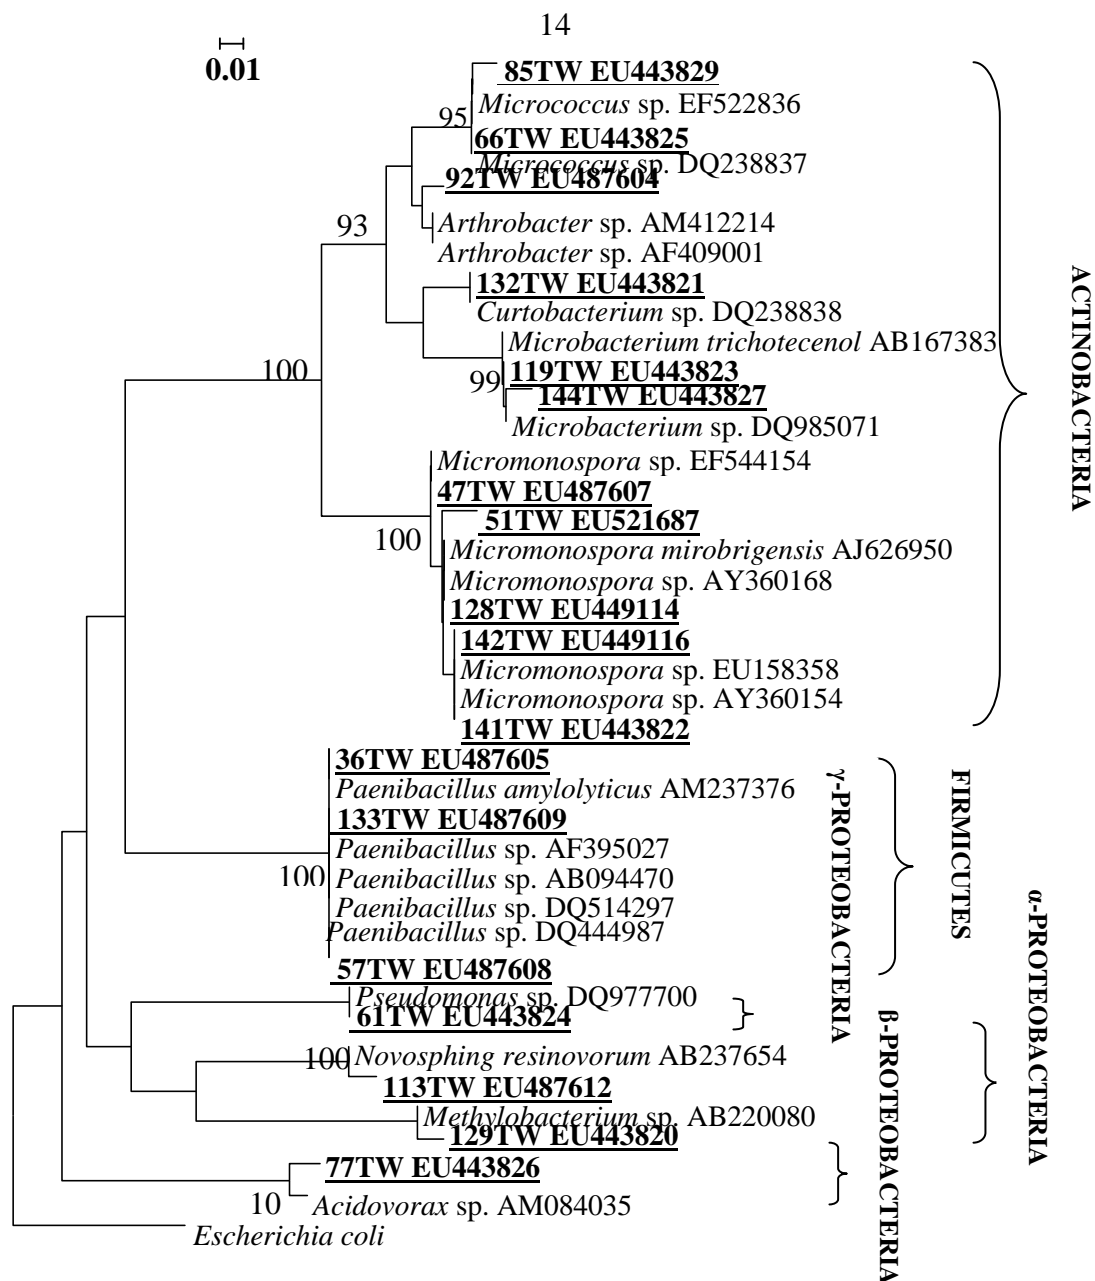 14
0.01
85TW EU443829
Micrococcus sp. EF522836
95
66TW EU443825
Micrococcus sp. DQ238837
92TW EU487604
93
Arthrobacter sp. AM412214
Arthrobacter sp. AF409001
132TW EU443821
Curtobacterium sp. DQ238838
Microbacterium trichotecenol AB167383
100
99
119TW EU443823
144TW EU443827
Microbacterium sp. DQ985071
ACTINOBACTERIA
Micromonospora sp. EF544154
47TW EU487607
51TW EU521687
100
Micromonospora mirobrigensis AJ626950
Micromonospora sp. AY360168
128TW EU449114
142TW EU449116
Micromonospora sp. EU158358
Micromonospora sp. AY360154
141TW EU443822
36TW EU487605
Paenibacillus amylolyticus AM237376
133TW EU487609
Paenibacillus sp. AF395027
100
Paenibacillus sp. AB094470
Paenibacillus sp. DQ514297
Paenibacillus sp. DQ444987
57TW EU487608
γ-PROTEOBACTERIA
FIRMICUTES
Pseudomonas sp. DQ977700
61TW EU443824
100
Novosphing resinovorum AB237654
113TW EU487612
Methylobacterium sp. AB220080
129TW EU443820
α-PROTEOBACTERIA
β-PROTEOBACTERIA
77TW EU443826
10
Acidovorax sp. AM084035
Escherichia coli